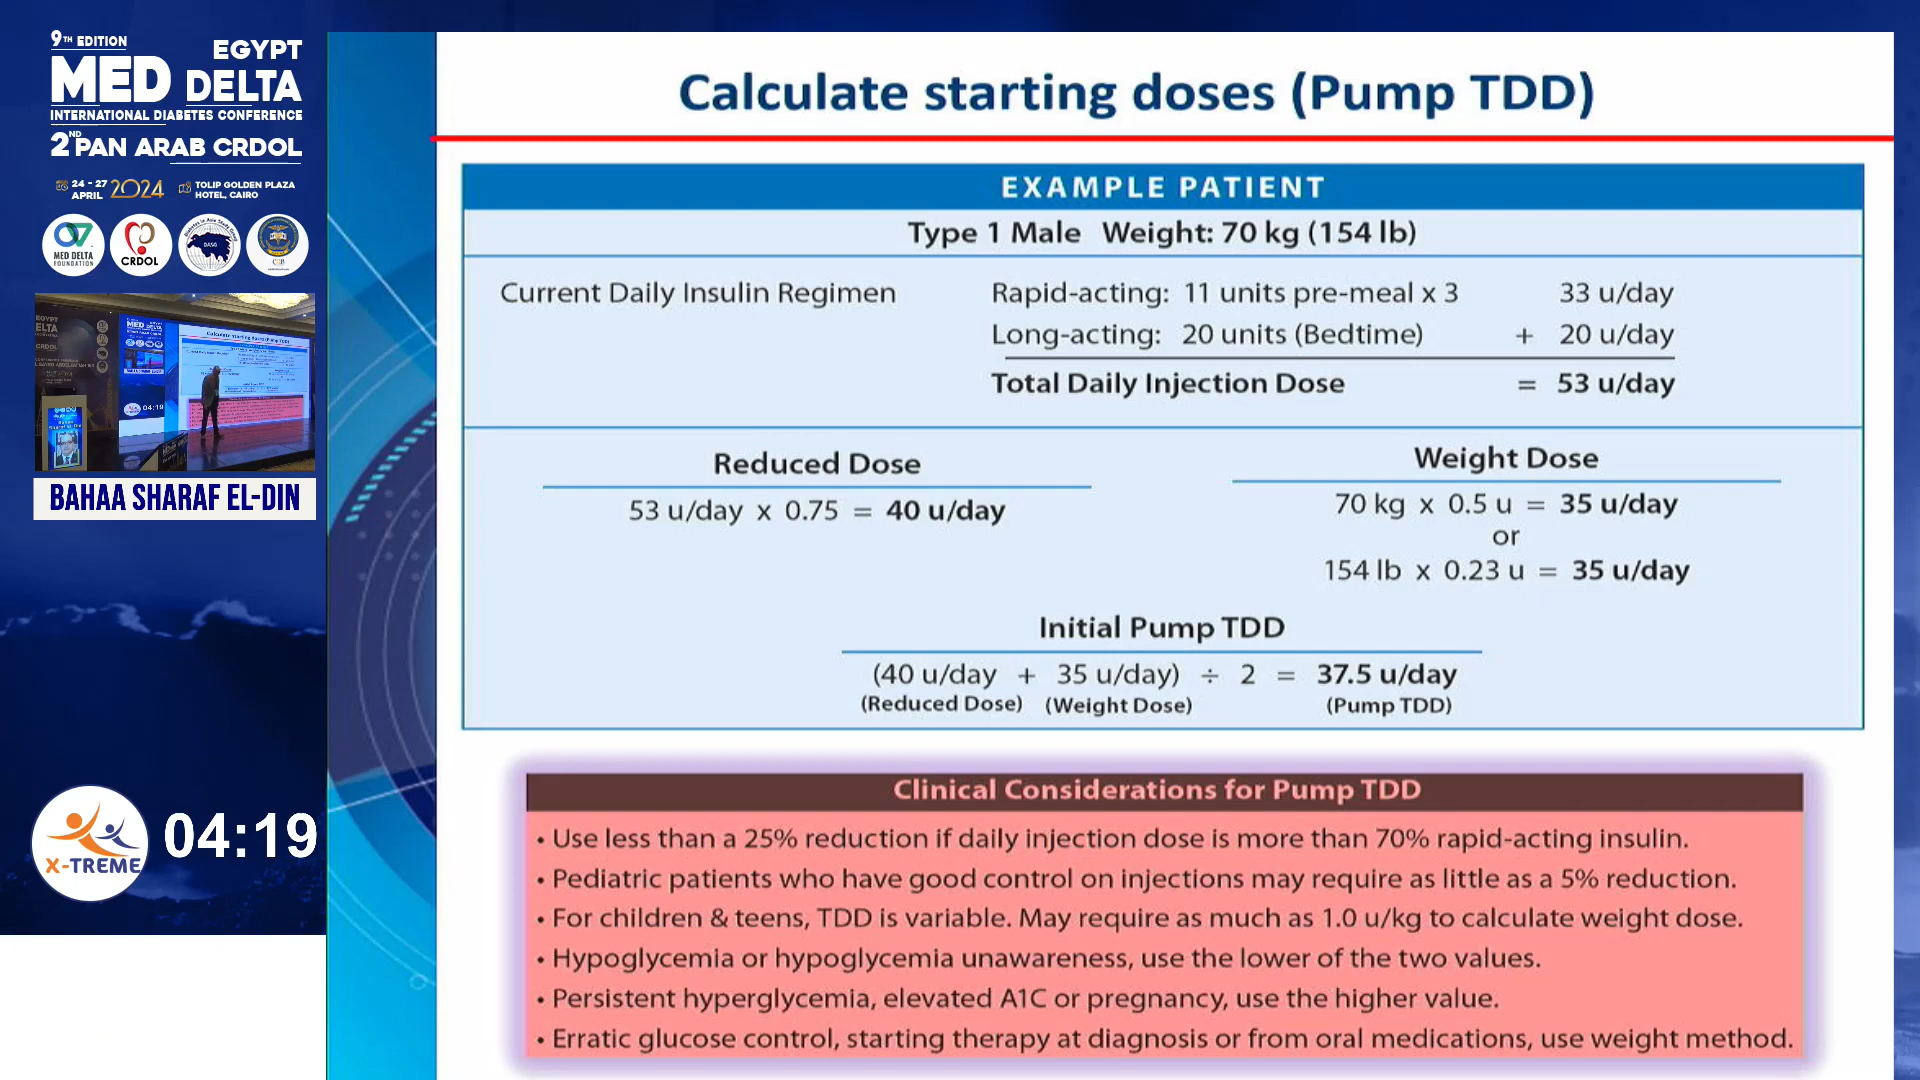 9TH EDITION
EGYPT
MED DELTA
INTERNATIONAL DIABETES CONFERENCE
2ND PAN ARAB CRDOL
24 - 27 APRIL 2024
TOLIP GOLDEN PLAZA HOTEL, CAIRO
MED DELTA FOUNDATION
CRDOL
DASG
BAHAA SHARAF EL-DIN
X-TREME
04:19
Calculate starting doses (Pump TDD)
EXAMPLE PATIENT
Type 1 Male Weight: 70 kg (154 lb)
Current Daily Insulin Regimen
Rapid-acting: 11 units pre-meal x 3 33 u/day
Long-acting: 20 units (Bedtime) + 20 u/day
Total Daily Injection Dose = 53 u/day
Reduced Dose
53 u/day x 0.75 = 40 u/day
Weight Dose
70 kg x 0.5 u = 35 u/day
or
154 lb x 0.23 u = 35 u/day
Initial Pump TDD
(40 u/day + 35 u/day) ÷ 2 = 37.5 u/day
(Reduced Dose) (Weight Dose) (Pump TDD)
Clinical Considerations for Pump TDD
• Use less than a 25% reduction if daily injection dose is more than 70% rapid-acting insulin.
• Pediatric patients who have good control on injections may require as little as a 5% reduction.
• For children & teens, TDD is variable. May require as much as 1.0 u/kg to calculate weight dose.
• Hypoglycemia or hypoglycemia unawareness, use the lower of the two values.
• Persistent hyperglycemia, elevated A1C or pregnancy, use the higher value.
• Erratic glucose control, starting therapy at diagnosis or from oral medications, use weight method.